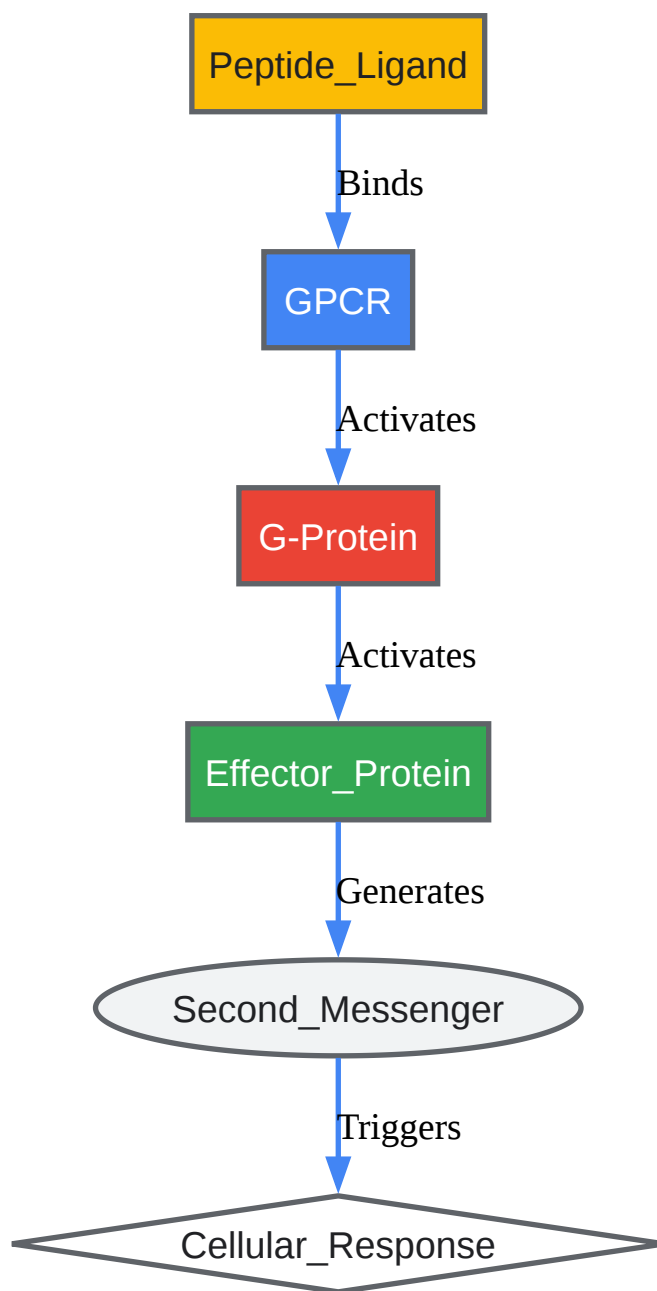 Peptide_Ligand
Binds
GPCR
Activates
G-Protein
Activates
Effector_Protein
Generates
Second_Messenger
Triggers
Cellular_Response